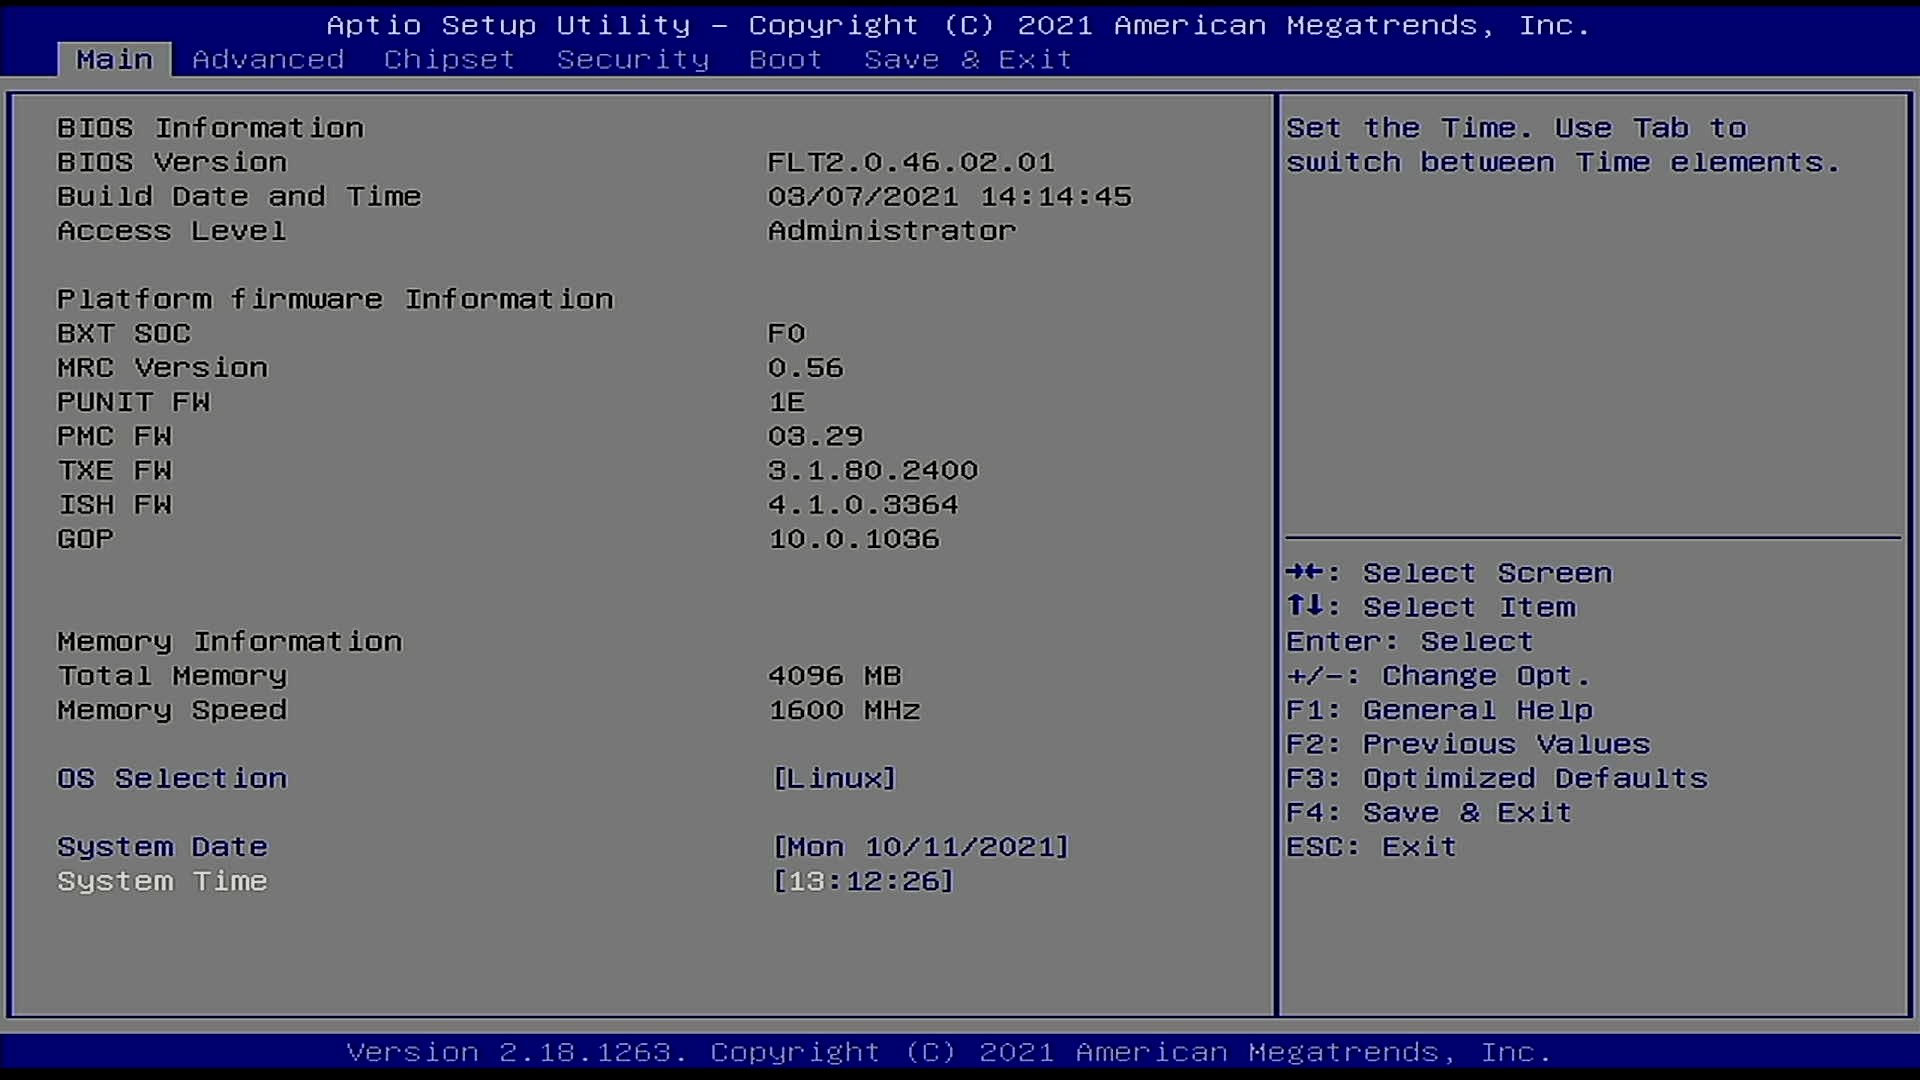 Aptio Setup Utility – Copyright (C) 2021 American Megatrends, Inc.
Main Advanced Chipset Security Boot Save & Exit
BIOS Information
BIOS Version FLT2.0.46.02.01
Build Date and Time 03/07/2021 14:14:45
Access Level Administrator
Platform firmware Information
BXT SOC F0
MRC Version 0.56
PUNIT FW 1E
PMC FW 03.29
TXE FW 3.1.80.2400
ISH FW 4.1.0.3364
GOP 10.0.1036
Memory Information
Total Memory 4096 MB
Memory Speed 1600 MHz
OS Selection [Linux]
System Date [Mon 10/11/2021]
System Time [13:12:26]
Set the Time. Use Tab to
switch between Time elements.
→←: Select Screen
↑↓: Select Item
Enter: Select
+/-: Change Opt.
F1: General Help
F2: Previous Values
F3: Optimized Defaults
F4: Save & Exit
ESC: Exit
Version 2.18.1263. Copyright (C) 2021 American Megatrends, Inc.